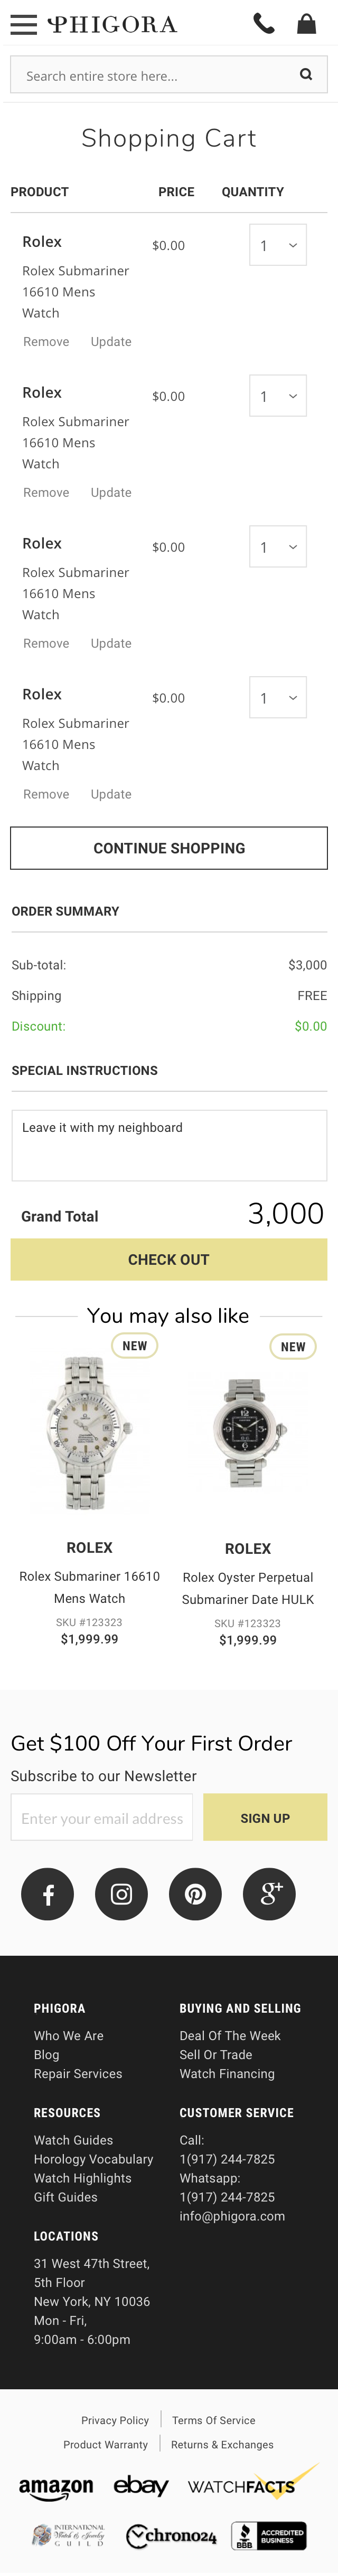 PHIGORA
Search entire store here...
Shopping Cart
PRODUCT PRICE QUANTITY
Rolex $0.00 1
Rolex Submariner
16610 Mens
Watch
Remove Update
Rolex $0.00 1
Rolex Submariner
16610 Mens
Watch
Remove Update
Rolex $0.00 1
Rolex Submariner
16610 Mens
Watch
Remove Update
Rolex $0.00 1
Rolex Submariner
16610 Mens
Watch
Remove Update
CONTINUE SHOPPING
ORDER SUMMARY
Sub-total: $3,000
Shipping FREE
Discount: $0.00
SPECIAL INSTRUCTIONS
Leave it with my neighboard
Grand Total 3,000
CHECK OUT
You may also like
NEW
NEW
ROLEX
Rolex Submariner 16610
Mens Watch
SKU #123323
$1,999.99
ROLEX
Rolex Oyster Perpetual
Submariner Date HULK
SKU #123323
$1,999.99
Get $100 Off Your First Order
Subscribe to our Newsletter
Enter your email address SIGN UP
PHIGORA
Who We Are
Blog
Repair Services
BUYING AND SELLING
Deal Of The Week
Sell Or Trade
Watch Financing
RESOURCES
Watch Guides
Horology Vocabulary
Watch Highlights
Gift Guides
CUSTOMER SERVICE
Call:
1(917) 244-7825
Whatsapp:
1(917) 244-7825
info@phigora.com
LOCATIONS
31 West 47th Street,
5th Floor
New York, NY 10036
Mon - Fri,
9:00am - 6:00pm
Privacy Policy Terms Of Service
Product Warranty Returns & Exchanges
amazon ebay WATCHFACTS
INTERNATIONAL
Watch & Jewelry
GUILD
Chrono24
BBB
ACCREDITED
BUSINESS